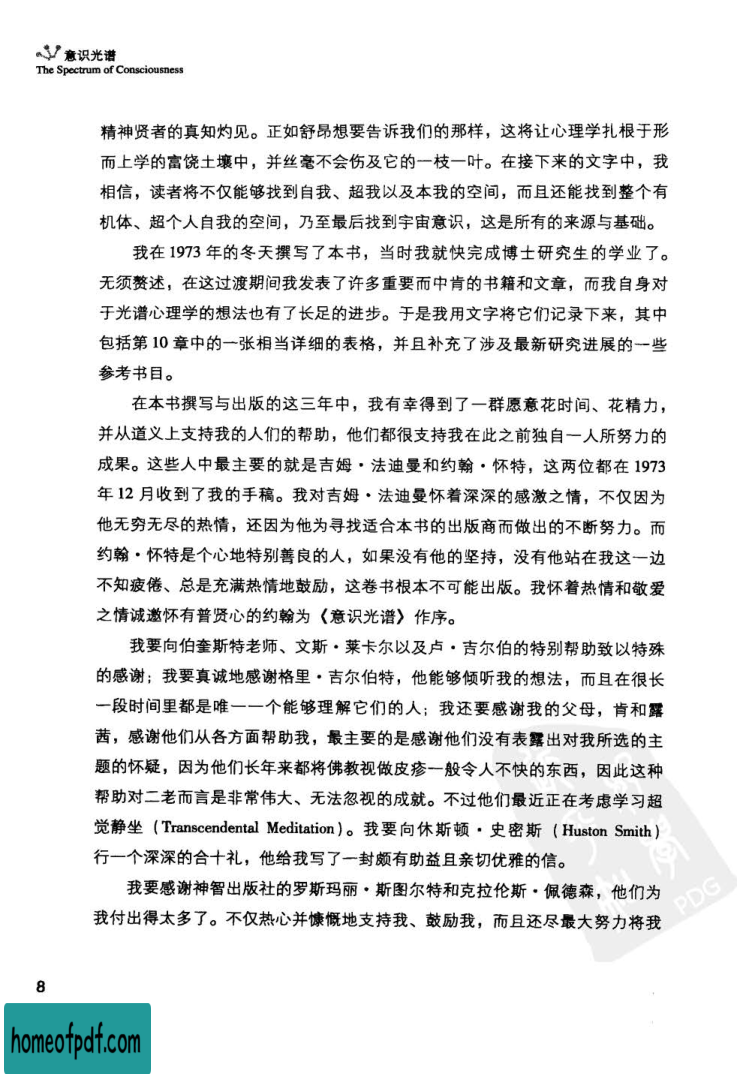 意识光谱
The Spectrum of Consciousness
精神贤者的真知灼见。正如舒昂想要告诉我们的那样，这将让心理学扎根于形
而上学的富饶土壤中，并丝毫不会伤及它的一枝一叶。在接下来的文字中，我
相信，读者将不仅能够找到自我、超我以及本我的空间，而且还能找到整个有
机体、超个人自我的空间，乃至最后找到宇宙意识，这是所有的来源与基础。
我在 1973 年的冬天撰写了本书，当时我就快完成博士研究生的学业了。
无须赘述，在这过渡期间我发表了许多重要而中肯的书籍和文章，而我自身对
于光谱心理学的想法也有了长足的进步。于是我用文字将它们记录下来，其中
包括第 10 章中的一张相当详细的表格，并且补充了涉及最新研究进展的一些
参考书目。
在本书撰写与出版的这三年中，我有幸得到了一群愿意花时间、花精力，
并从道义上支持我的人们的帮助，他们都很支持我在此之前独自一人所努力的
成果。这些人中最主要的就是吉姆·法迪曼和约翰·怀特，这两位都在 1973
年 12 月收到了我的手稿。我对吉姆·法迪曼怀着深深的感激之情，不仅因为
他无穷无尽的热情，还因为他为寻找适合本书的出版商而做出的不断努力。而
约翰·怀特是个心地特别善良的人，如果没有他的坚持，没有他站在我这一边
不知疲倦、总是充满热情地鼓励，这卷书根本不可能出版。我怀着热情和敬爱
之情诚邀怀有普贤心的约翰为《意识光谱》作序。
我要向伯奎斯特老师、文斯·莱卡尔以及卢·吉尔伯的特别帮助致以特殊
的感谢；我要真诚地感谢格里·吉尔伯特，他能够倾听我的想法，而且在很长
一段时间里都是唯一一个能够理解它们的人；我还要感谢我的父母，肯和露
茜，感谢他们从各方面帮助我，最主要的是感谢他们没有表露出对我所选的主
题的怀疑，因为他们长年来都将佛教视做皮疹一般令人不快的东西，因此这种
帮助对二老而言是非常伟大、无法忽视的成就。不过他们最近正在考虑学习超
觉静坐（Transcendental Meditation）。我要向休斯顿·史密斯（Huston Smith）
行一个深深的合十礼，他给我写了一封颇有助益且亲切优雅的信。
我要感谢神智出版社的罗斯玛丽·斯图尔特和克拉伦斯·佩德森，他们为
我付出得太多了。不仅热心并慷慨地支持我、鼓励我，而且还尽最大努力将我
PDG
8
homeofpdf.com